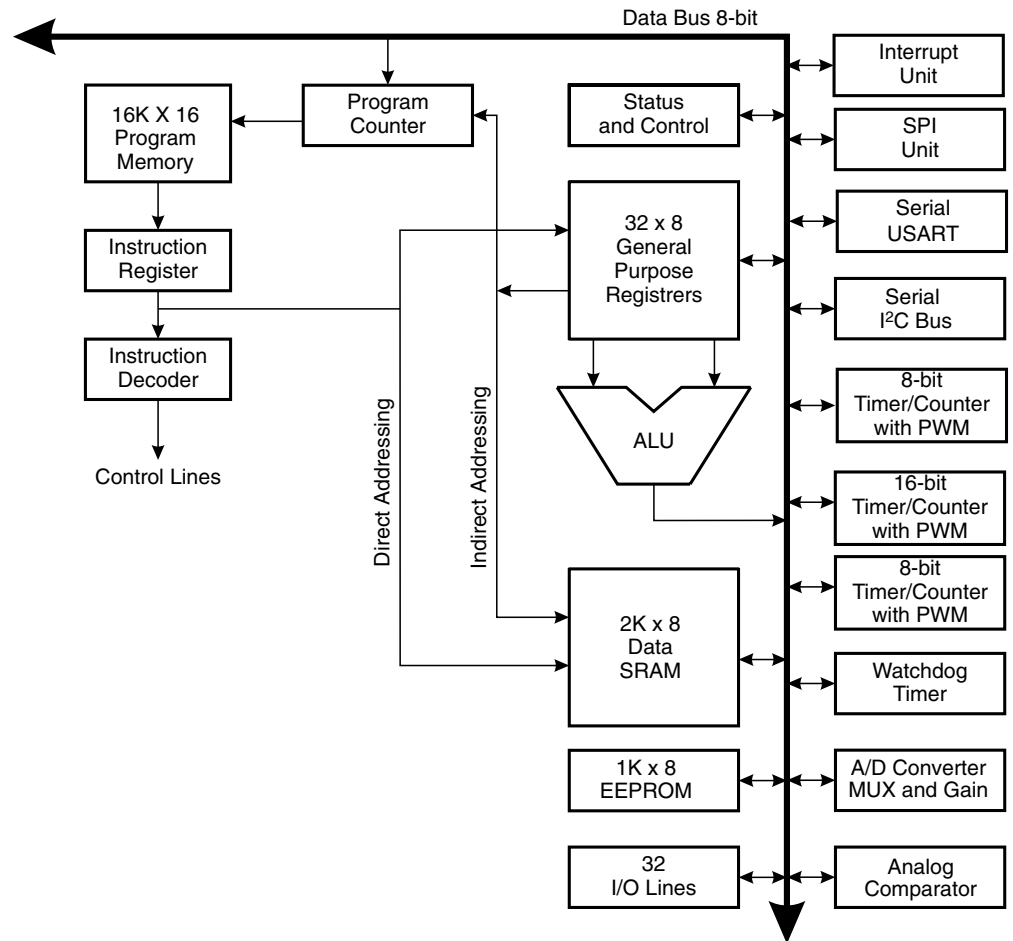 Data Bus 8-bit
16K X 16
Program
Memory
Program
Counter
Status
and Control
Interrupt
Unit
SPI
Unit
Instruction
Register
32 x 8
General
Purpose
Registrers
Serial
USART
Serial
I²C Bus
Instruction
Decoder
Control Lines
Direct Addressing
Indirect Addressing
ALU
8-bit
Timer/Counter
with PWM
16-bit
Timer/Counter
with PWM
8-bit
Timer/Counter
with PWM
2K x 8
Data
SRAM
Watchdog
Timer
1K x 8
EEPROM
A/D Converter
MUX and Gain
32
I/O Lines
Analog
Comparator